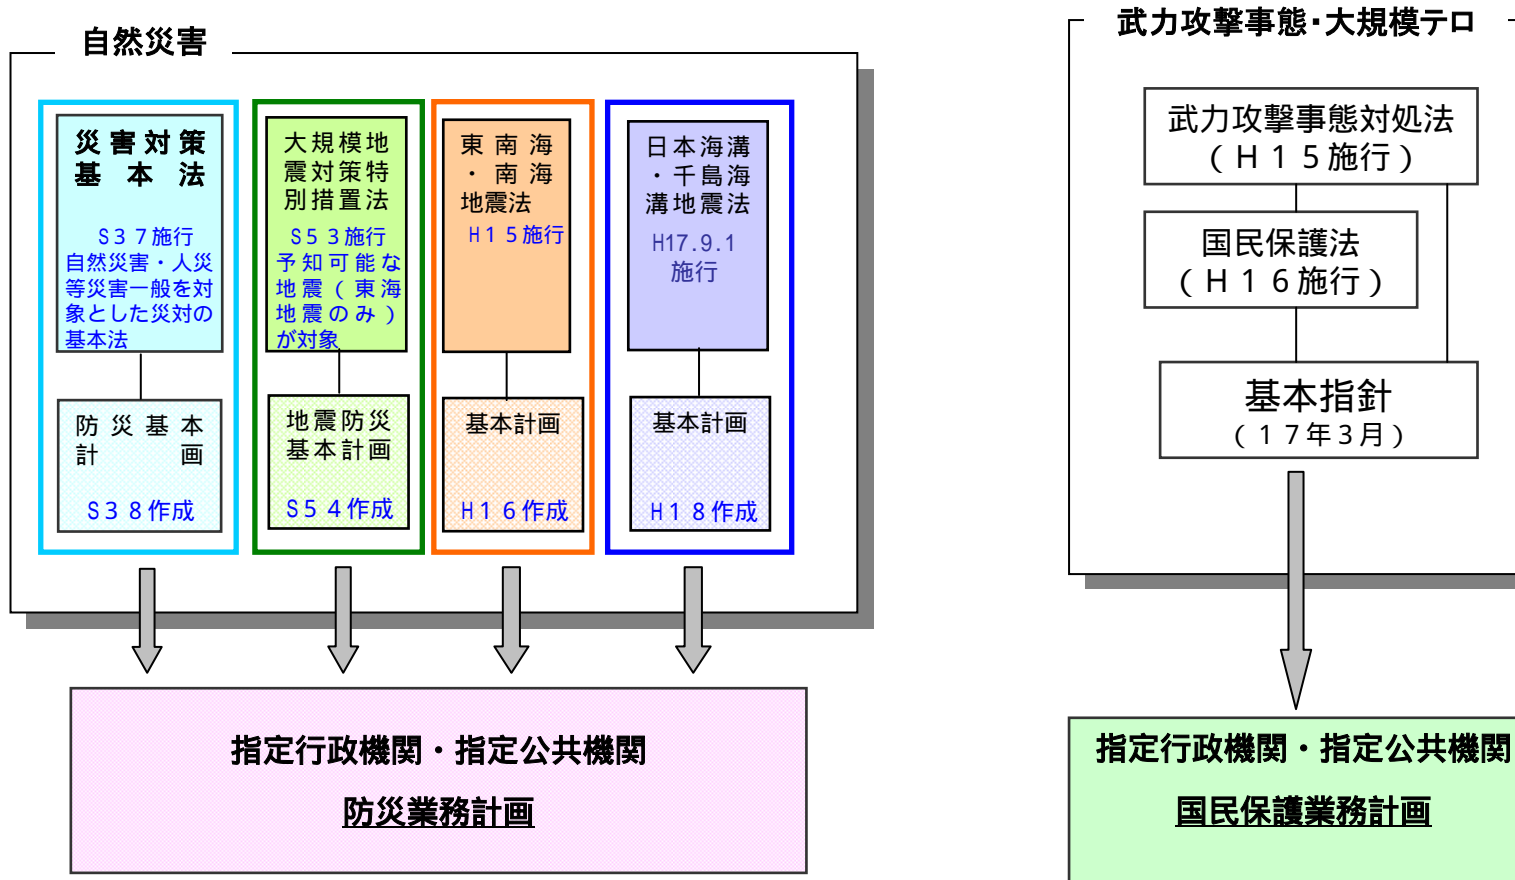 自然災害
災害対策
基本法
S37施行
自然災害・人災
等災害一般を対
象とした災対の
基本法
防災基本
計画
S38作成
大規模地
震対策特
別措置法
S53施行
予知可能な
地震(東海
地震のみ)
が対象
地震防災
基本計画
S54作成
東南海
・南海
地震法
H15施行
基本計画
H16作成
日本海溝
・千島海
溝地震法
H17.9.1
施行
基本計画
H18作成
指定行政機関・指定公共機関
防災業務計画
武力攻撃事態・大規模テロ
武力攻撃事態対処法
(H15施行)
国民保護法
(H16施行)
基本指針
(17年3月)
指定行政機関・指定公共機関
国民保護業務計画